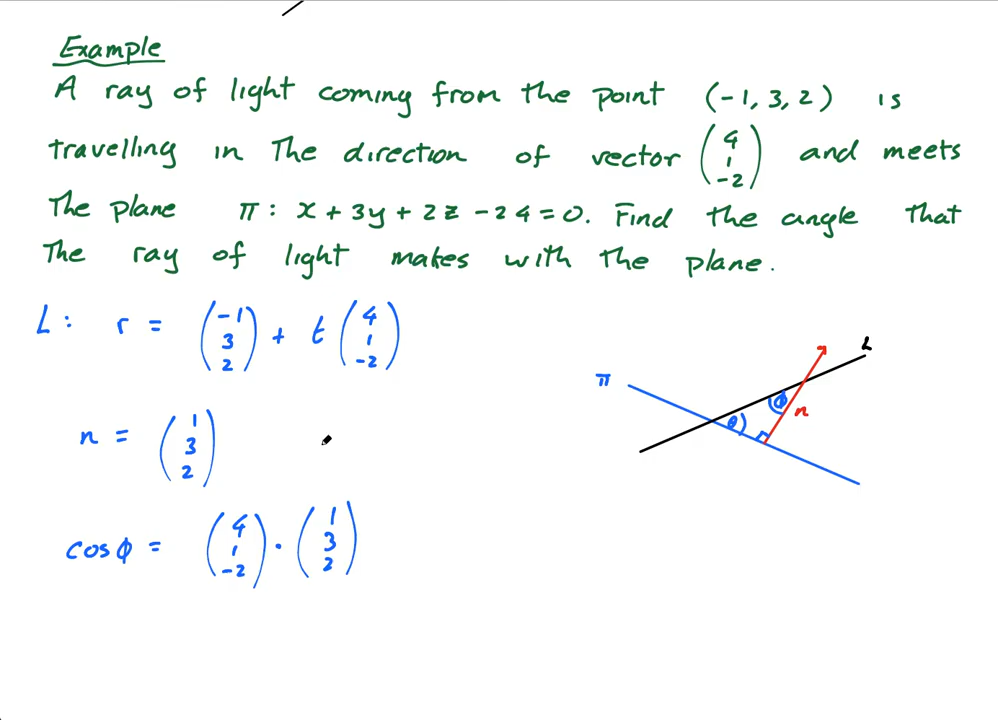 Example
A ray of light coming from the point (-1, 3, 2) is
travelling in The direction of vector (4 1 -2) and meets
The plane π: x + 3y + 2z - 24 = 0. Find the angle that
The ray of light makes with the plane.
L: r = (-1 3 2) + t (4 1 -2)
n = (1 3 2)
cos ϕ = (4 1 -2) · (1 3 2)
L
π
θ
ϕ
n